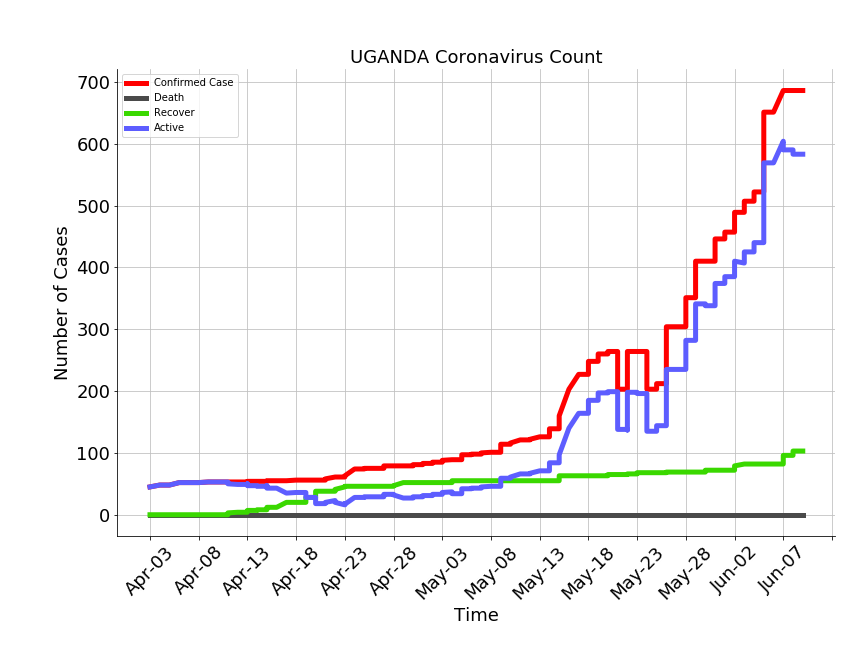 UGANDA Coronavirus Count
Confirmed Case
Death
Recover
Active
700
600
500
400
300
200
100
0
Number of Cases
Apr-03
Apr-08
Apr-13
Apr-18
Apr-23
Apr-28
May-03
May-08
May-13
May-18
May-23
May-28
Jun-02
Jun-07
Time